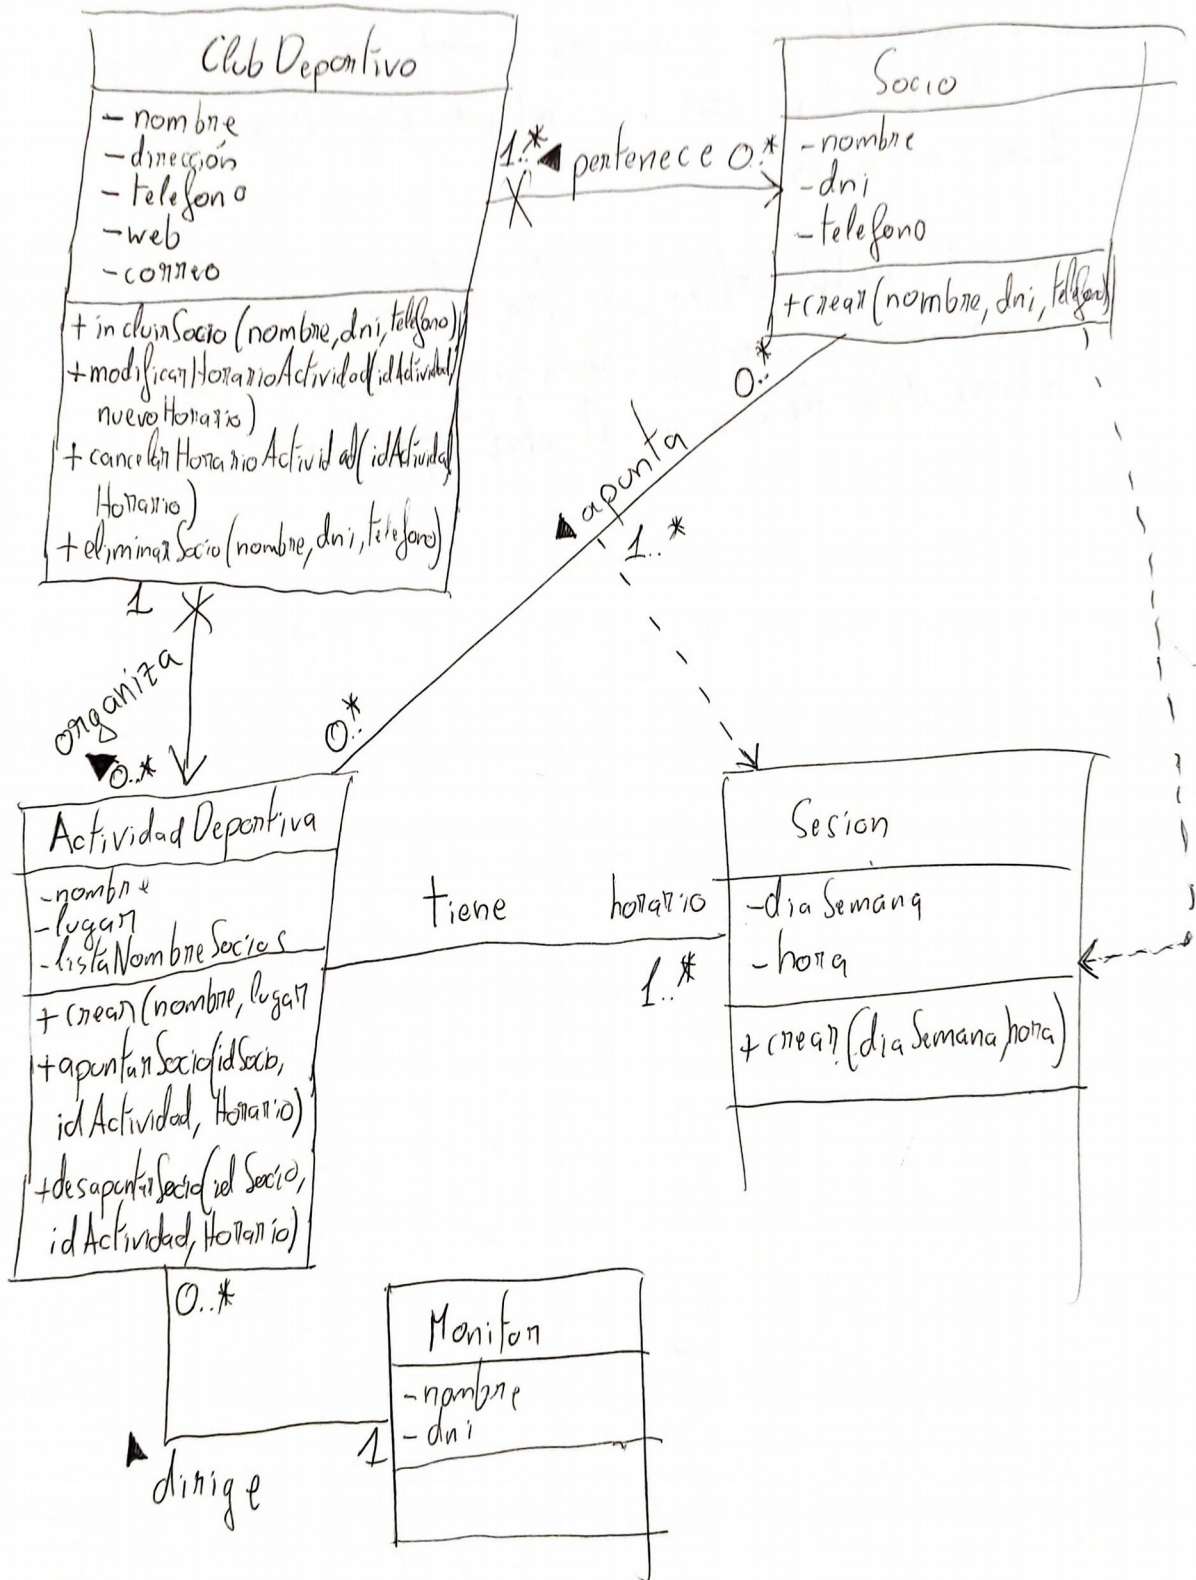 Club Deportivo
- nombre
- dirección
- telefono
- web
- correo
+ incluirSocio (nombre, dni, telefono)
+ modificarHorarioActividad(idActividad,
nuevoHorario)
+ cancelarHorarioActividad(idActividad
Horario)
+ eliminarSocio(nombre, dni, telefono)
1..*
pertenece 0..*
Socio
- nombre
- dni
- telefono
+ crear(nombre, dni, telefono)
0..*
apunta
1..*
0..*
1
organiza
0..*
ActividadDeportiva
- nombre
- lugar
- listaNombreSocios
+ crear(nombre, lugar
+ apuntarSocio(idSocio,
idActividad, Horario)
+ desapuntarSocio(idSocio,
idActividad, Horario)
tiene horario
1..*
Sesion
- diaSemana
- hora
+ crear(diaSemana, hora)
0..*
dirige
1
Monitor
- nombre
- dni